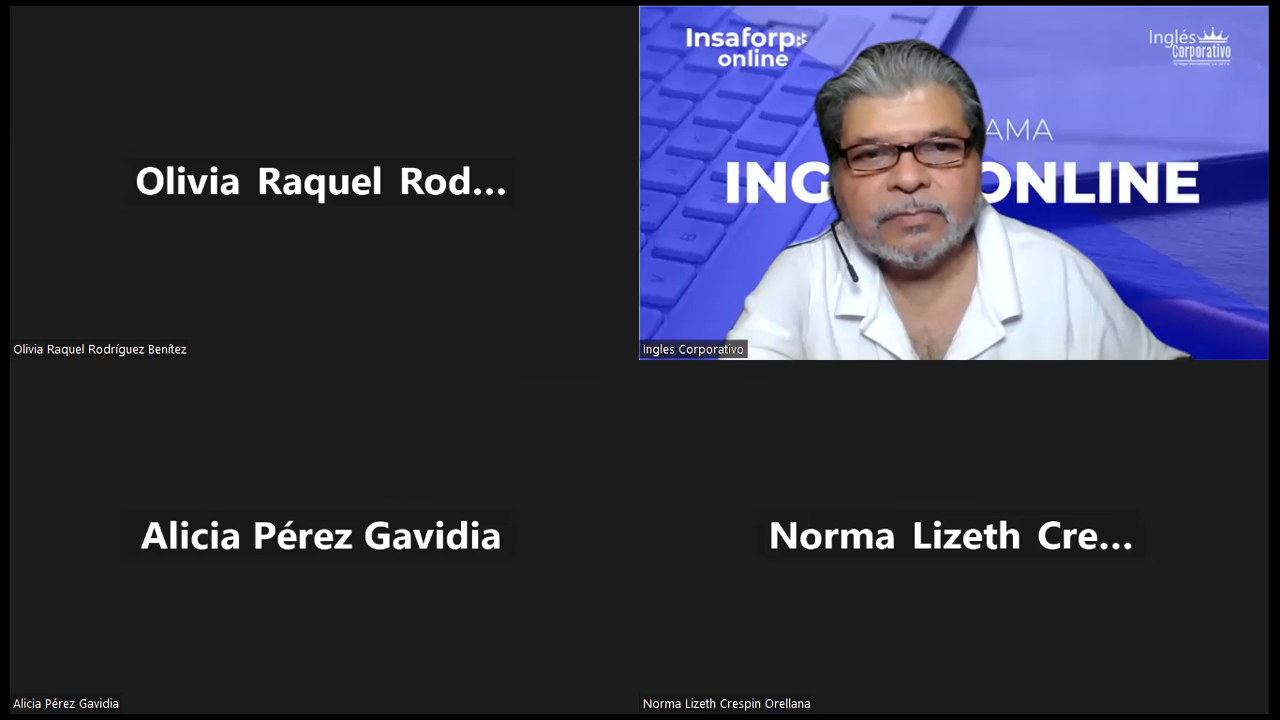 Olivia Raquel Rod...
Olivia Raquel Rodríguez Benítez
Insaforp
online
Inglés
Corporativo
AMA
ING ONLINE
Ingles Corporativo
Alicia Pérez Gavidia
Alicia Pérez Gavidia
Norma Lizeth Cre...
Norma Lizeth Crespin Orellana